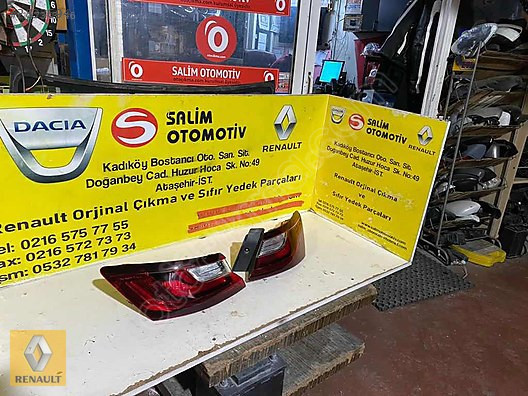 SALİM OTOMOTİV
DACIA
SALİM
OTOMOTİV
RENAULT
Kadıköy Bostancı Oto. San. Sit.
Doğanbey Cad. Huzur Hoca Sk. No:49
Ataşehir-İST.
Renault Orjinal Çıkma ve Sıfır Yedek Parçaları
Tel: 0216 575 77 55
Fax: 0216 572 73 73
Gsm: 0532 781 79 34
SALİM
OTOMOTİV
RENAULT
Kadıköy Bostancı Oto. San. Sit.
Doğanbey Cad. Huzur Hoca Sk. No:49
Ataşehir-İST.
Renault Orjinal Çıkma ve
Sıfır Yedek Parçaları
RENAULT